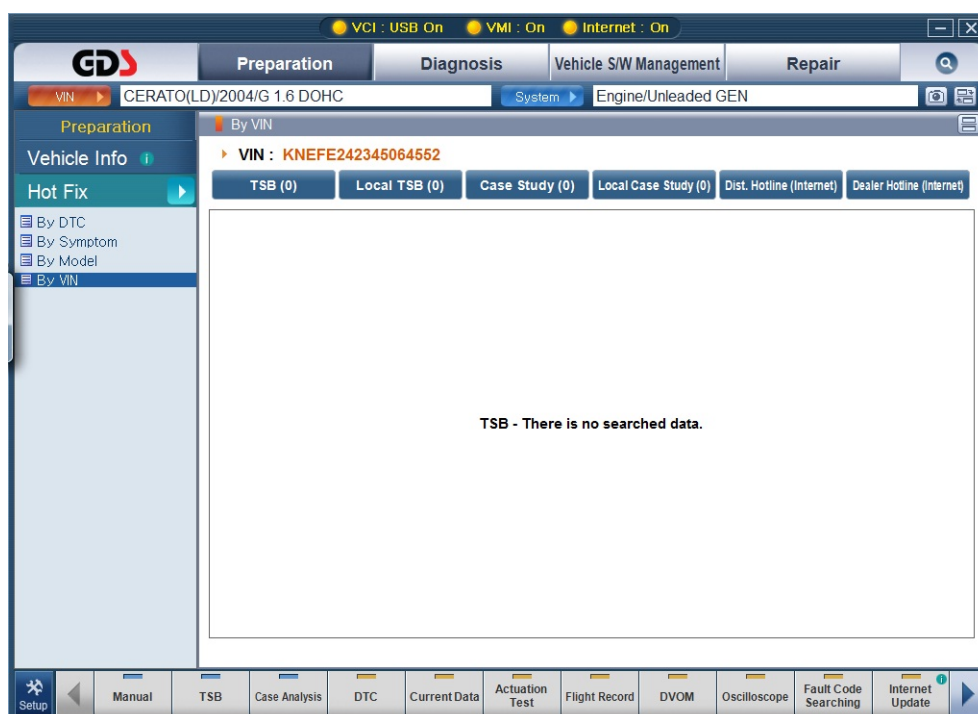 VCI : USB On VMI : On Internet : On
GDS Preparation Diagnosis Vehicle S/W Management Repair
VIN CERATO(LD)/2004/G 1.6 DOHC System Engine/Unleaded GEN
Preparation
Vehicle Info i
Hot Fix
By DTC
By Symptom
By Model
By VIN
By VIN
VIN : KNEFE242345064552
TSB (0) Local TSB (0) Case Study (0) Local Case Study (0) Dist. Hotline (Internet) Dealer Hotline (Internet)
TSB - There is no searched data.
Setup Manual TSB Case Analysis DTC Current Data Actuation Test Flight Record DVOM Oscilloscope Fault Code Searching Internet Update i